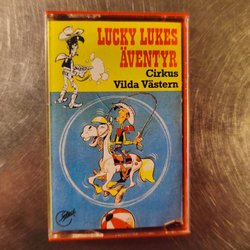 LUCKY LUKES
ÄVENTYR
Cirkus
Vilda Västern